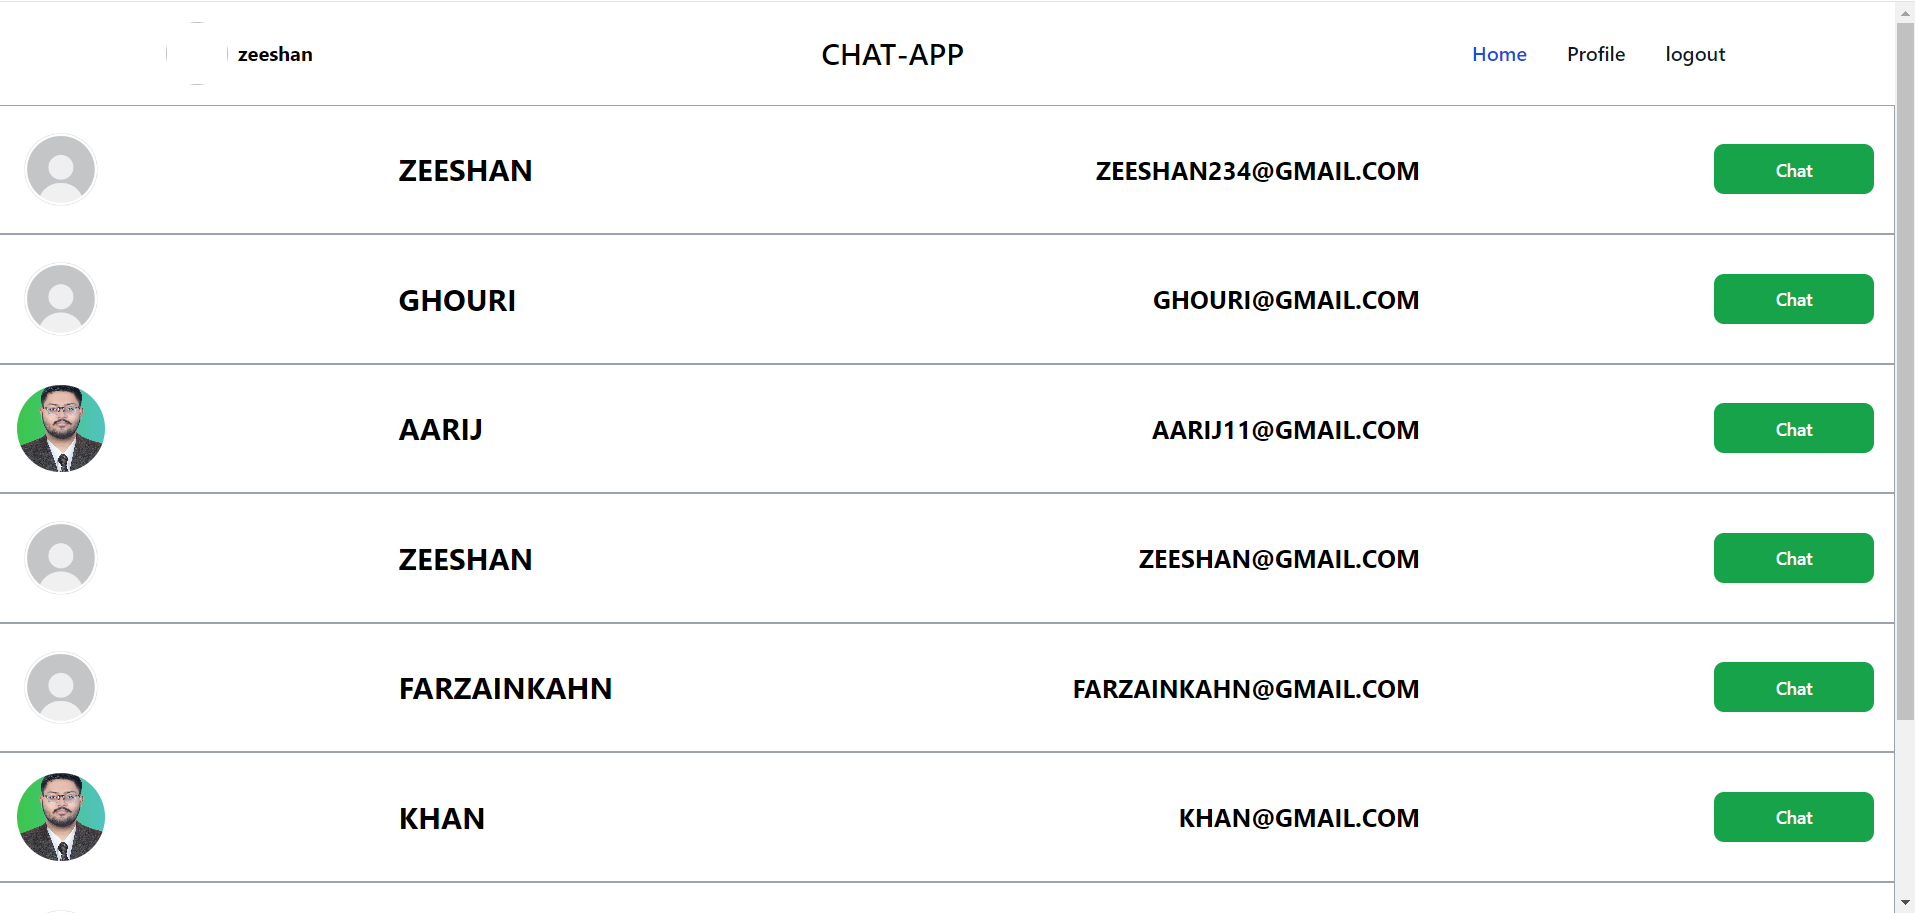 zeeshan CHAT-APP Home Profile logout
ZEESHAN ZEESHAN234@GMAIL.COM Chat
GHOURI GHOURI@GMAIL.COM Chat
AARIJ AARIJ11@GMAIL.COM Chat
ZEESHAN ZEESHAN@GMAIL.COM Chat
FARZAINKAHN FARZAINKAHN@GMAIL.COM Chat
KHAN KHAN@GMAIL.COM Chat